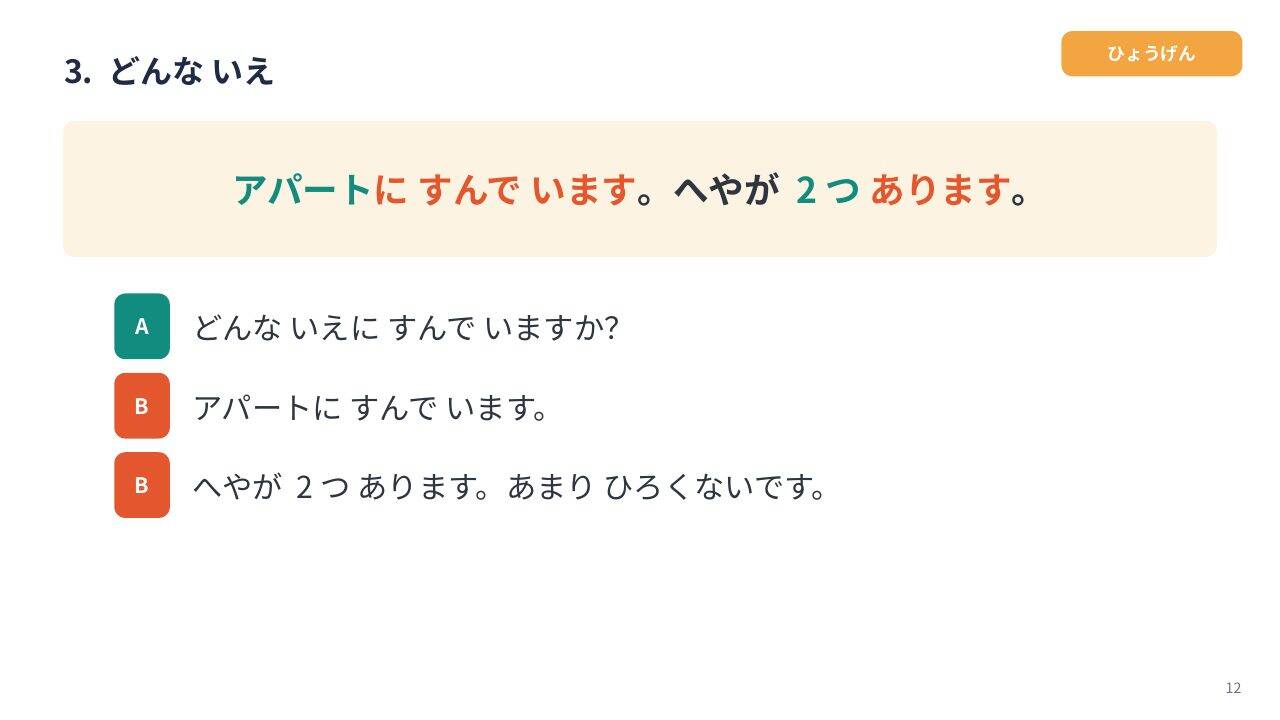 3. どんな いえ
ひょうげん
アパートに すんで います。へやが 2 つ あります。
A どんな いえに すんで いますか?
B アパートに すんで います。
B へやが 2 つ あります。あまり ひろくないです。
12